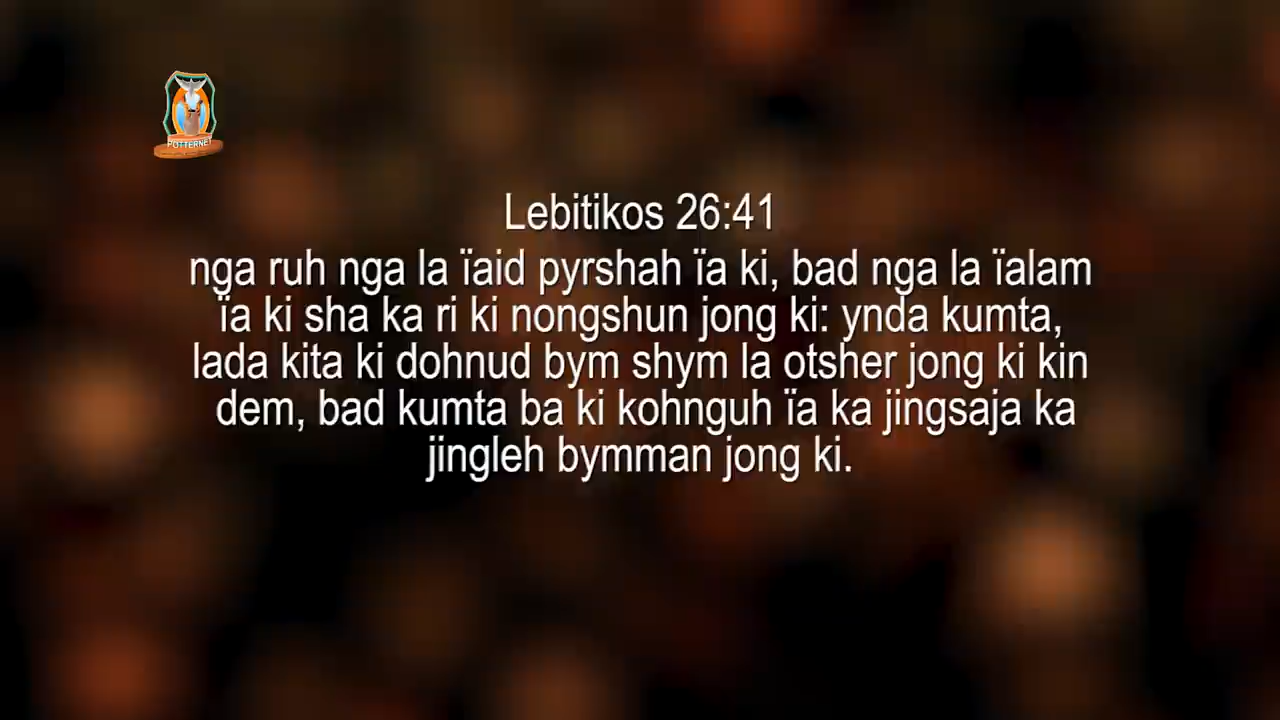 POTTERNET
Lebitikos 26:41
nga ruh nga la ïaid pyrshah ïa ki, bad nga la ïalam
ïa ki sha ka ri ki nongshun jong ki: ynda kumta,
lada kita ki dohnud bym shym la otsher jong ki kin
dem, bad kumta ba ki kohnguh ïa ka jingsaja ka
jingleh bymman jong ki.